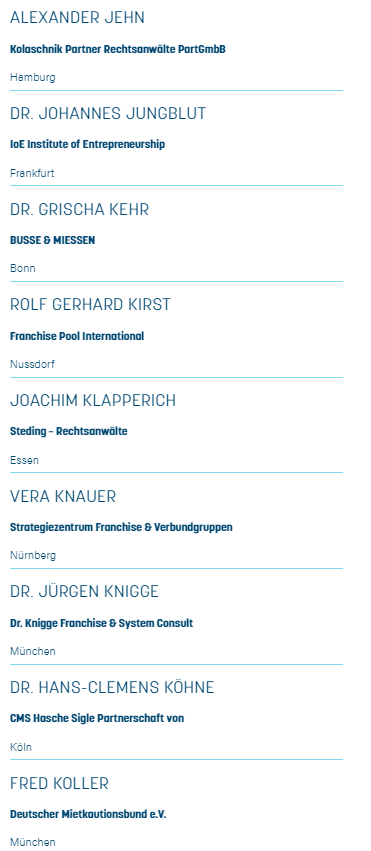 ALEXANDER JEHN
Kolaschnik Partner Rechtsanwälte PartGmbB
Hamburg
DR. JOHANNES JUNGBLUT
IoE Institute of Entrepreneurship
Frankfurt
DR. GRISCHA KEHR
BUSSE & MIESSEN
Bonn
ROLF GERHARD KIRST
Franchise Pool International
Nussdorf
JOACHIM KLAPPERICH
Steding - Rechtsanwälte
Essen
VERA KNAUER
Strategiezentrum Franchise & Verbundgruppen
Nürnberg
DR. JÜRGEN KNIGGE
Dr. Knigge Franchise & System Consult
München
DR. HANS-CLEMENS KÖHNE
CMS Hasche Sigle Partnerschaft von
Köln
FRED KOLLER
Deutscher Mietkautionsbund e.V.
München